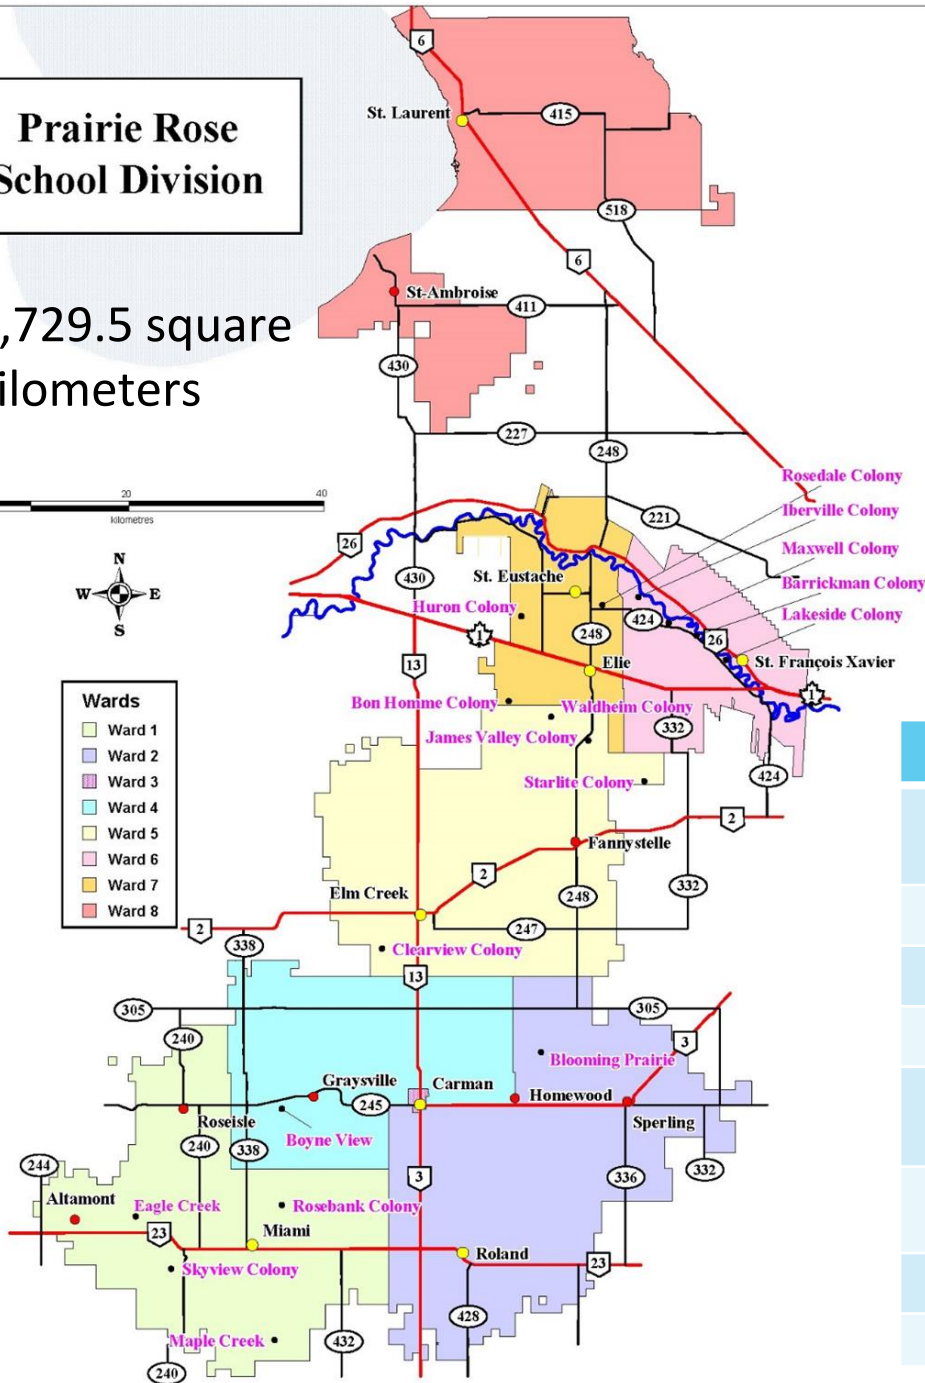 Prairie Rose
School Division
,729.5 square
ilometers
20
40
kilometres
N
W
E
S
Wards
Ward 1
Ward 2
Ward 3
Ward 4
Ward 5
Ward 6
Ward 7
Ward 8
6
St. Laurent
415
518
6
St-Ambroise
411
430
227
248
Rosedale Colony
Iberville Colony
221
26
Maxwell Colony
430
St. Eustache
Barrickman Colony
Huron Colony
Lakeside Colony
424
1
248
26
13
Elie
St. François Xavier
1
Bon Homme Colony
Waldheim Colony
332
James Valley Colony
424
Starlite Colony
2
Fannystelle
2
332
Elm Creek
248
2
247
338
Clearview Colony
13
305
305
240
3
Blooming Prairie
Graysville
Carman
Homewood
245
Roseisle
Sperling
Boyne View
240
338
244
332
3
336
Altamont
Eagle Creek
Rosebank Colony
23
Miami
Roland
23
Skyview Colony
428
Maple Creek
432
240